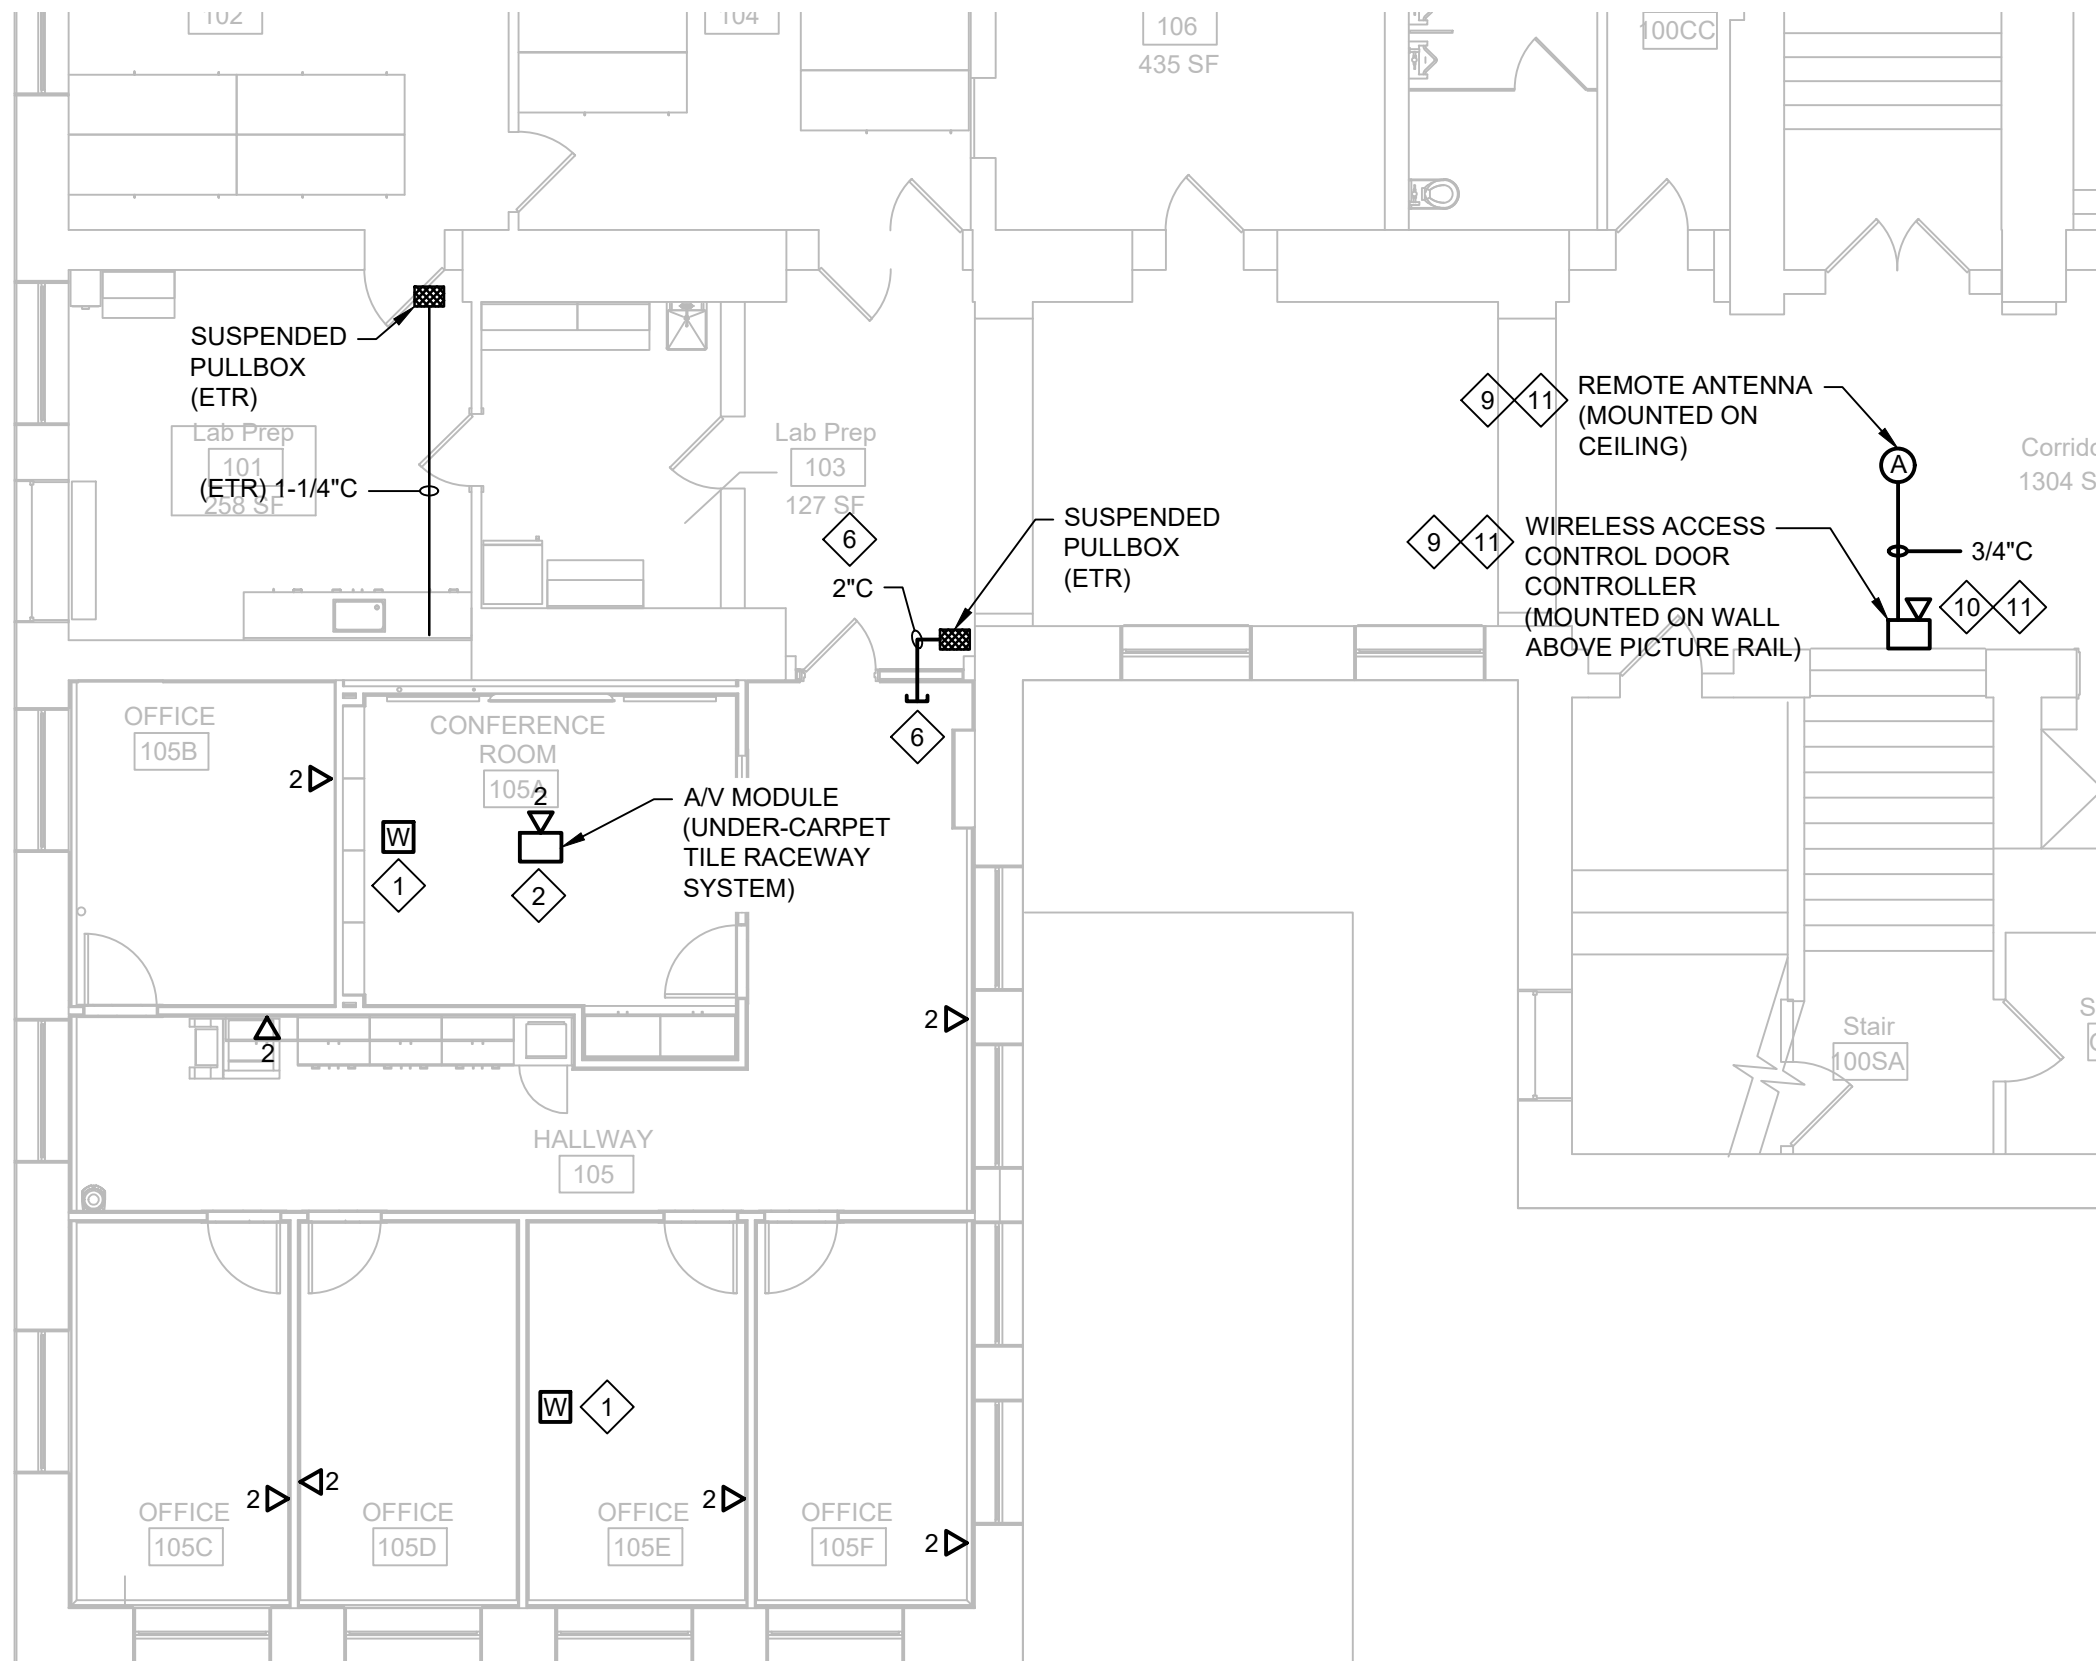 102
104
106
435 SF
100CC
SUSPENDED
PULLBOX
(ETR)
Lab Prep
101
258 SF
(ETR) 1-1/4"C
Lab Prep
103
127 SF
6
2"C
SUSPENDED
PULLBOX
(ETR)
6
9
11
REMOTE ANTENNA
(MOUNTED ON
CEILING)
A
1304 S
9
11
WIRELESS ACCESS
CONTROL DOOR
CONTROLLER
(MOUNTED ON WALL
ABOVE PICTURE RAIL)
3/4"C
10
11
OFFICE
105B
2
CONFERENCE
ROOM
105A
2
W
1
2
A/V MODULE
(UNDER-CARPET
TILE RACEWAY
SYSTEM)
2
2
HALLWAY
105
Stair
100SA
S
W
1
2
2
2
2
OFFICE
105C
OFFICE
105D
OFFICE
105E
OFFICE
105F